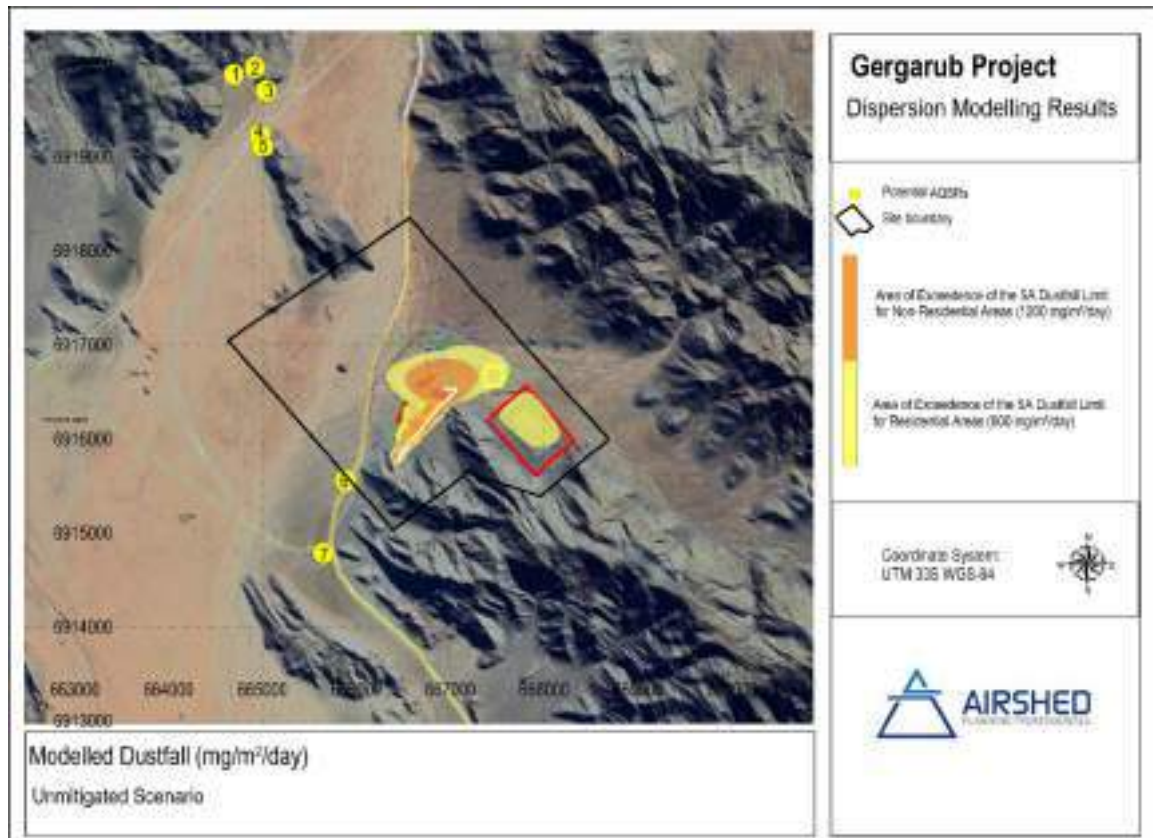 Gergarub Project
Dispersion Modelling Results
1
2
3
4
5
6919000
6918000
6917000
6916000
6
6915000
7
6914000
663000 664000 665000 667000 668000
6913000
Potential AQSRs
Site boundary
Area of Exceedence of the SA Dustfall Limit
for Non-Residential Areas (1200 mg/m²/day)
Area of Exceedence of the SA Dustfall Limit
for Residential Areas (600 mg/m²/day)
Coordinate System:
UTM 33S WGS-84
N
AIRSHED
Modelled Dustfall (mg/m²/day)
Unmitigated Scenario